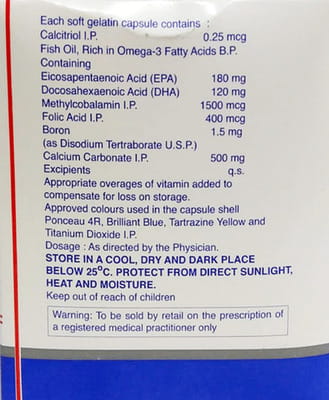 Each soft gelatin capsule contains :
Calcitriol I.P. 0.25 mcg
Fish Oil, Rich in Omega-3 Fatty Acids B.P.
Containing
Eicosapentaenoic Acid (EPA) 180 mg
Docosahexaenoic Acid (DHA) 120 mg
Methylcobalamin I.P. 1500 mcg
Folic Acid I.P. 400 mcg
Boron 1.5 mg
(as Disodium Tertraborate U.S.P.)
Calcium Carbonate I.P. 500 mg
Excipients q.s.
Appropriate overages of vitamin added to
compensate for loss on storage.
Approved colours used in the capsule shell
Ponceau 4R, Brilliant Blue, Tartrazine Yellow and
Titanium Dioxide I.P.
Dosage : As directed by the Physician.
STORE IN A COOL, DRY AND DARK PLACE
BELOW 25°C. PROTECT FROM DIRECT SUNLIGHT,
HEAT AND MOISTURE.
Keep out of reach of children
Warning: To be sold by retail on the prescription of
a registered medical practitioner only